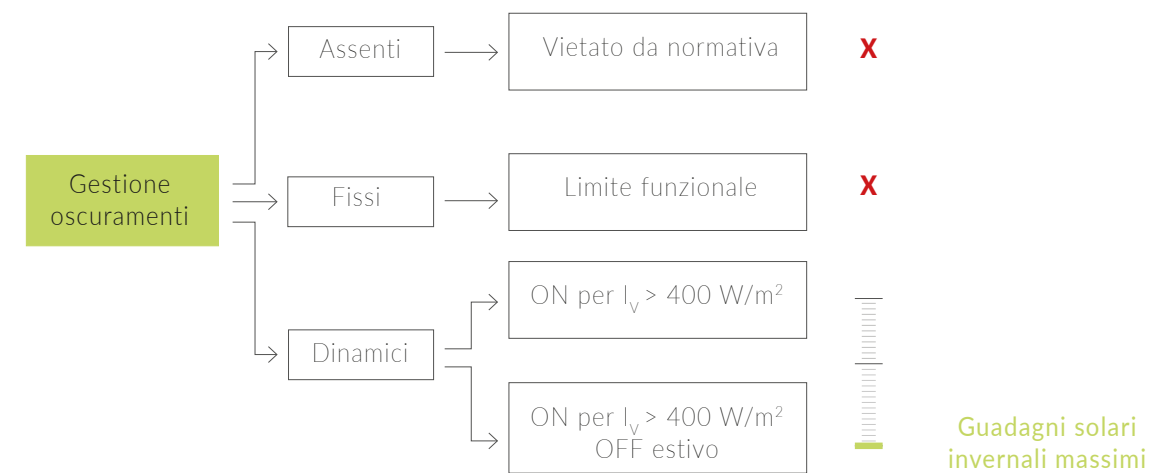 Assenti
Vietato da normativa
X
Gestione
oscuramenti
Fissi
Limite funzionale
X
Dinamici
ON per I_V > 400 W/m²
ON per I_V > 400 W/m²
OFF estivo
Guadagni solari
invernali massimi